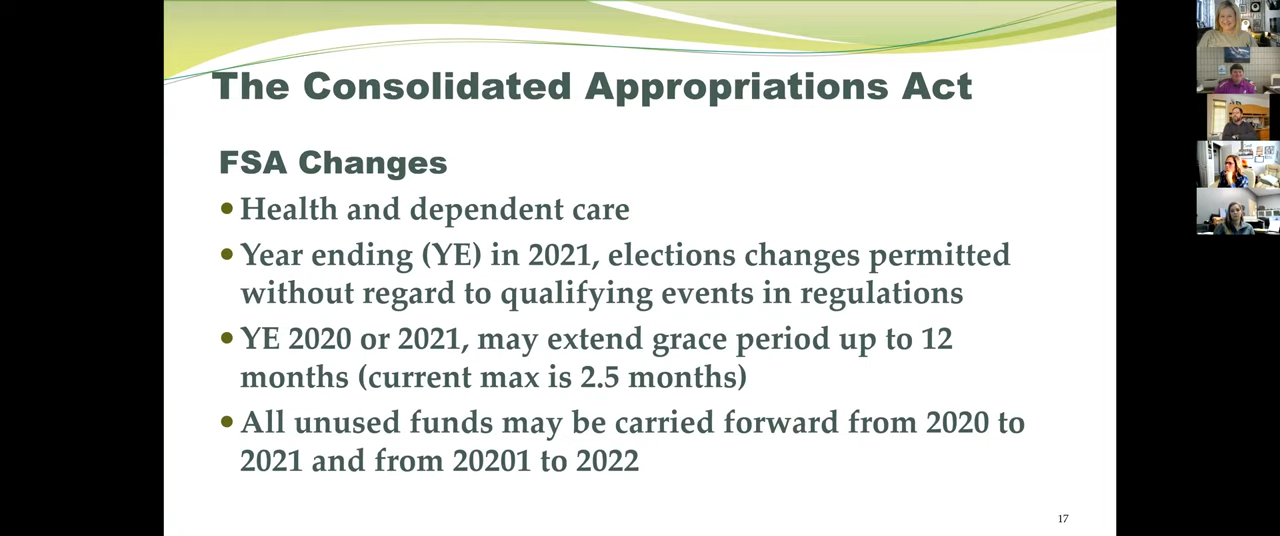 The Consolidated Appropriations Act
FSA Changes
• Health and dependent care
• Year ending (YE) in 2021, elections changes permitted
without regard to qualifying events in regulations
• YE 2020 or 2021, may extend grace period up to 12
months (current max is 2.5 months)
• All unused funds may be carried forward from 2020 to
2021 and from 20201 to 2022
17